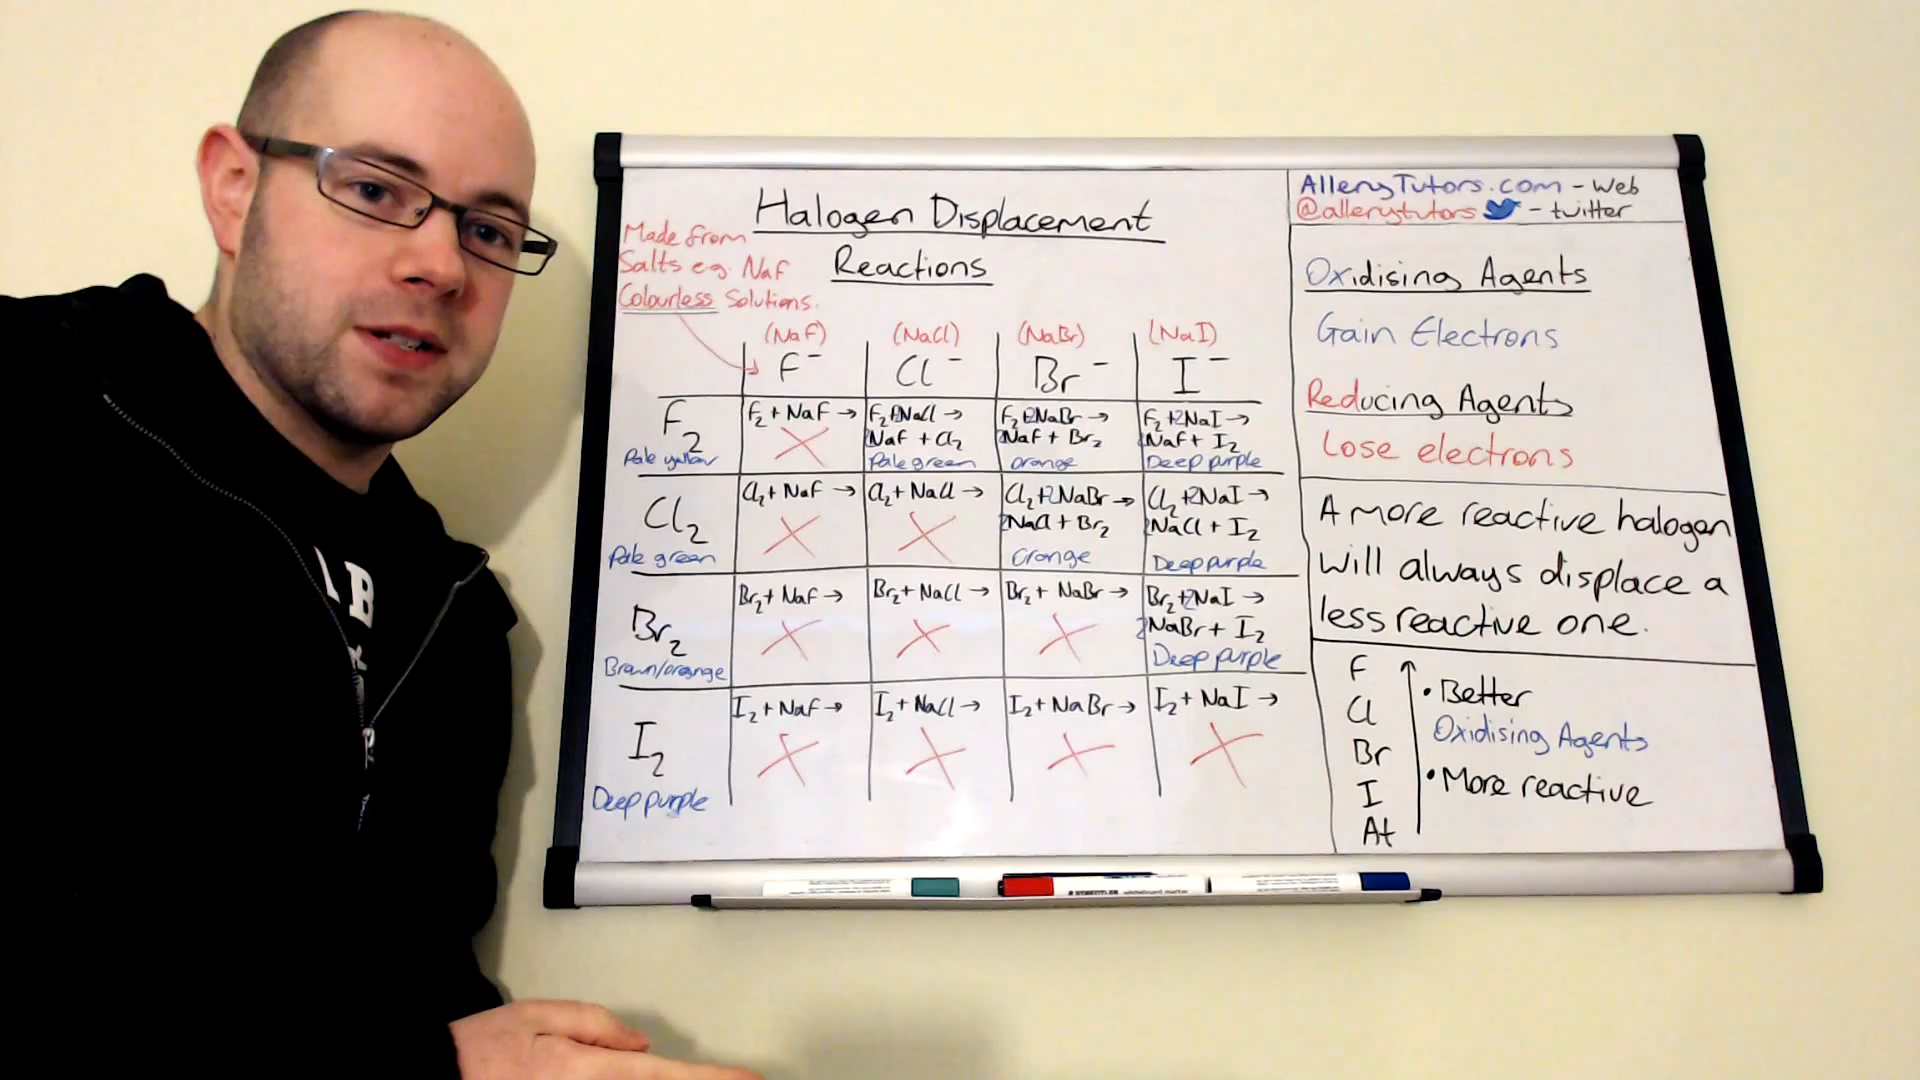 Halogen Displacement
Reactions
Made from
Salts e.g. NaF
Colourless Solutions.
(NaF) (NaCl) (NaBr) (NaI)
F⁻ Cl⁻ Br⁻ I⁻
F₂
Pale yellow
F₂ + NaF →
F₂ + 2NaCl →
2NaF + Cl₂
Pale green
F₂ + 2NaBr →
2NaF + Br₂
orange
F₂ + 2NaI →
2NaF + I₂
Deep purple
Cl₂
Pale green
Cl₂ + NaF →
Cl₂ + NaCl →
Cl₂ + 2NaBr →
2NaCl + Br₂
Orange
Cl₂ + 2NaI →
2NaCl + I₂
Deep purple
Br₂
Brown/orange
Br₂ + NaF →
Br₂ + NaCl →
Br₂ + NaBr →
Br₂ + 2NaI →
2NaBr + I₂
Deep purple
I₂
Deep purple
I₂ + NaF →
I₂ + NaCl →
I₂ + NaBr →
I₂ + NaI →
AlleryTutors.com - Web
@allerytutors - twitter
Oxidising Agents
Gain Electrons
Reducing Agents
Lose electrons
A more reactive halogen
will always displace a
less reactive one.
F
Cl
Br
I
At
• Better
Oxidising Agents
• More reactive